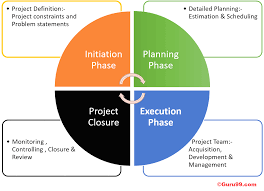 • Project Definition:-
Project constraints and
Problem statements
• Detailed Planning:-
Estimation & Scheduling
Initiation
Phase
Planning
Phase
Project
Closure
Execution
Phase
• Monitoring ,
Controlling , Closure
& Review
• Project Team:-
Acquisition,
Development &
Management
©Guru99.com